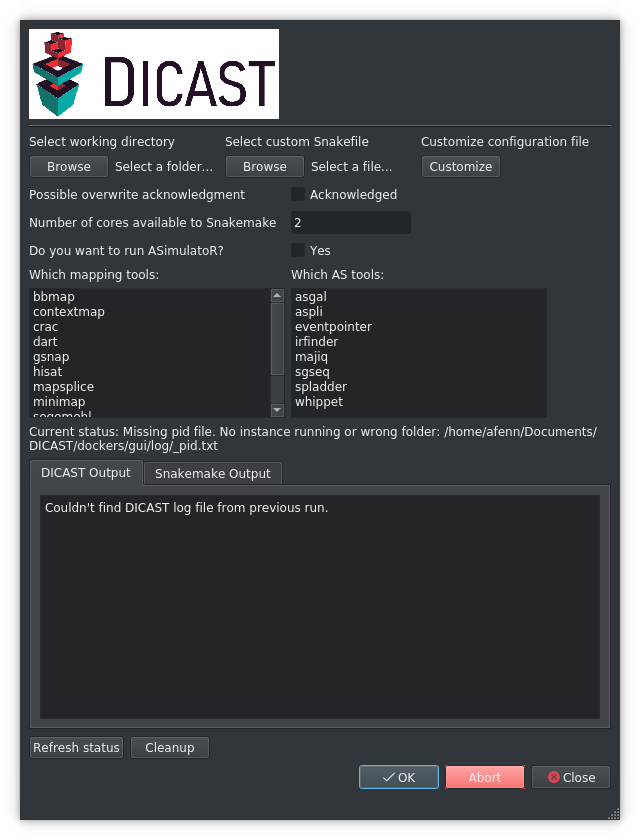 DICAST
Select working directory Select custom Snakefile Customize configuration file
Browse Select a folder... Browse Select a file... Customize
Possible overwrite acknowledgment Acknowledged
Number of cores available to Snakemake 2
Do you want to run ASimulatoR? Yes
Which mapping tools: Which AS tools:
bbmap asgal
contextmap aspli
crac eventpointer
dart irfinder
gsnap majiq
hisat sgseq
mapsplice spladder
minimap whippet
segemehl
Current status: Missing pid file. No instance running or wrong folder: /home/afenn/Documents/
DICAST/dockers/gui/log/_pid.txt
DICAST Output Snakemake Output
Couldn't find DICAST log file from previous run.
Refresh status Cleanup
OK Abort Close